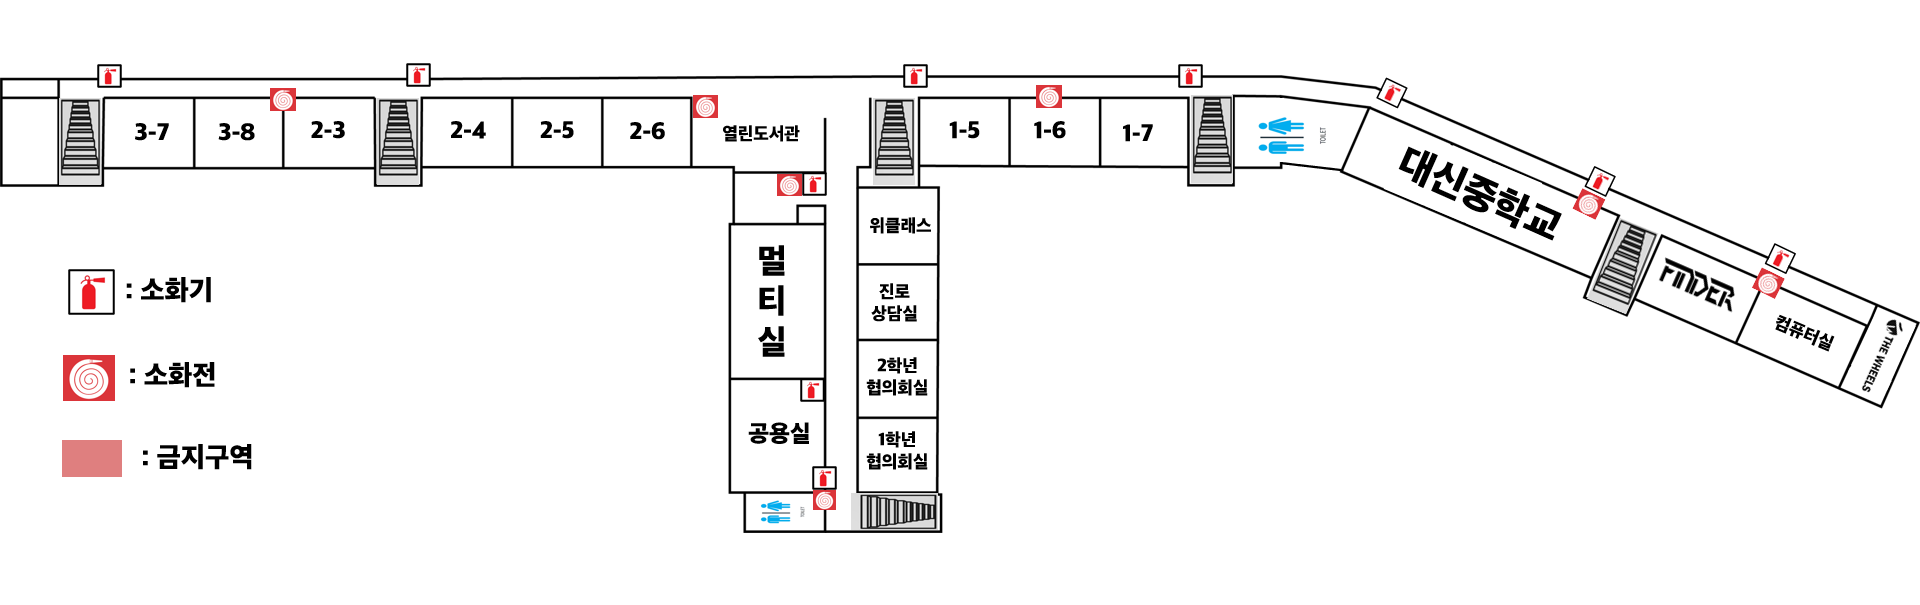 3-7
3-8
2-3
2-4
2-5
2-6
열린도서관
1-5
1-6
1-7
TOILET
대신중학교
FINDER
컴퓨터실
THE WHEELS
위클래스
진로
상담실
2학년
협의회실
1학년
협의회실
멀
티
실
공용실
TOILET
: 소화기
: 소화전
: 금지구역